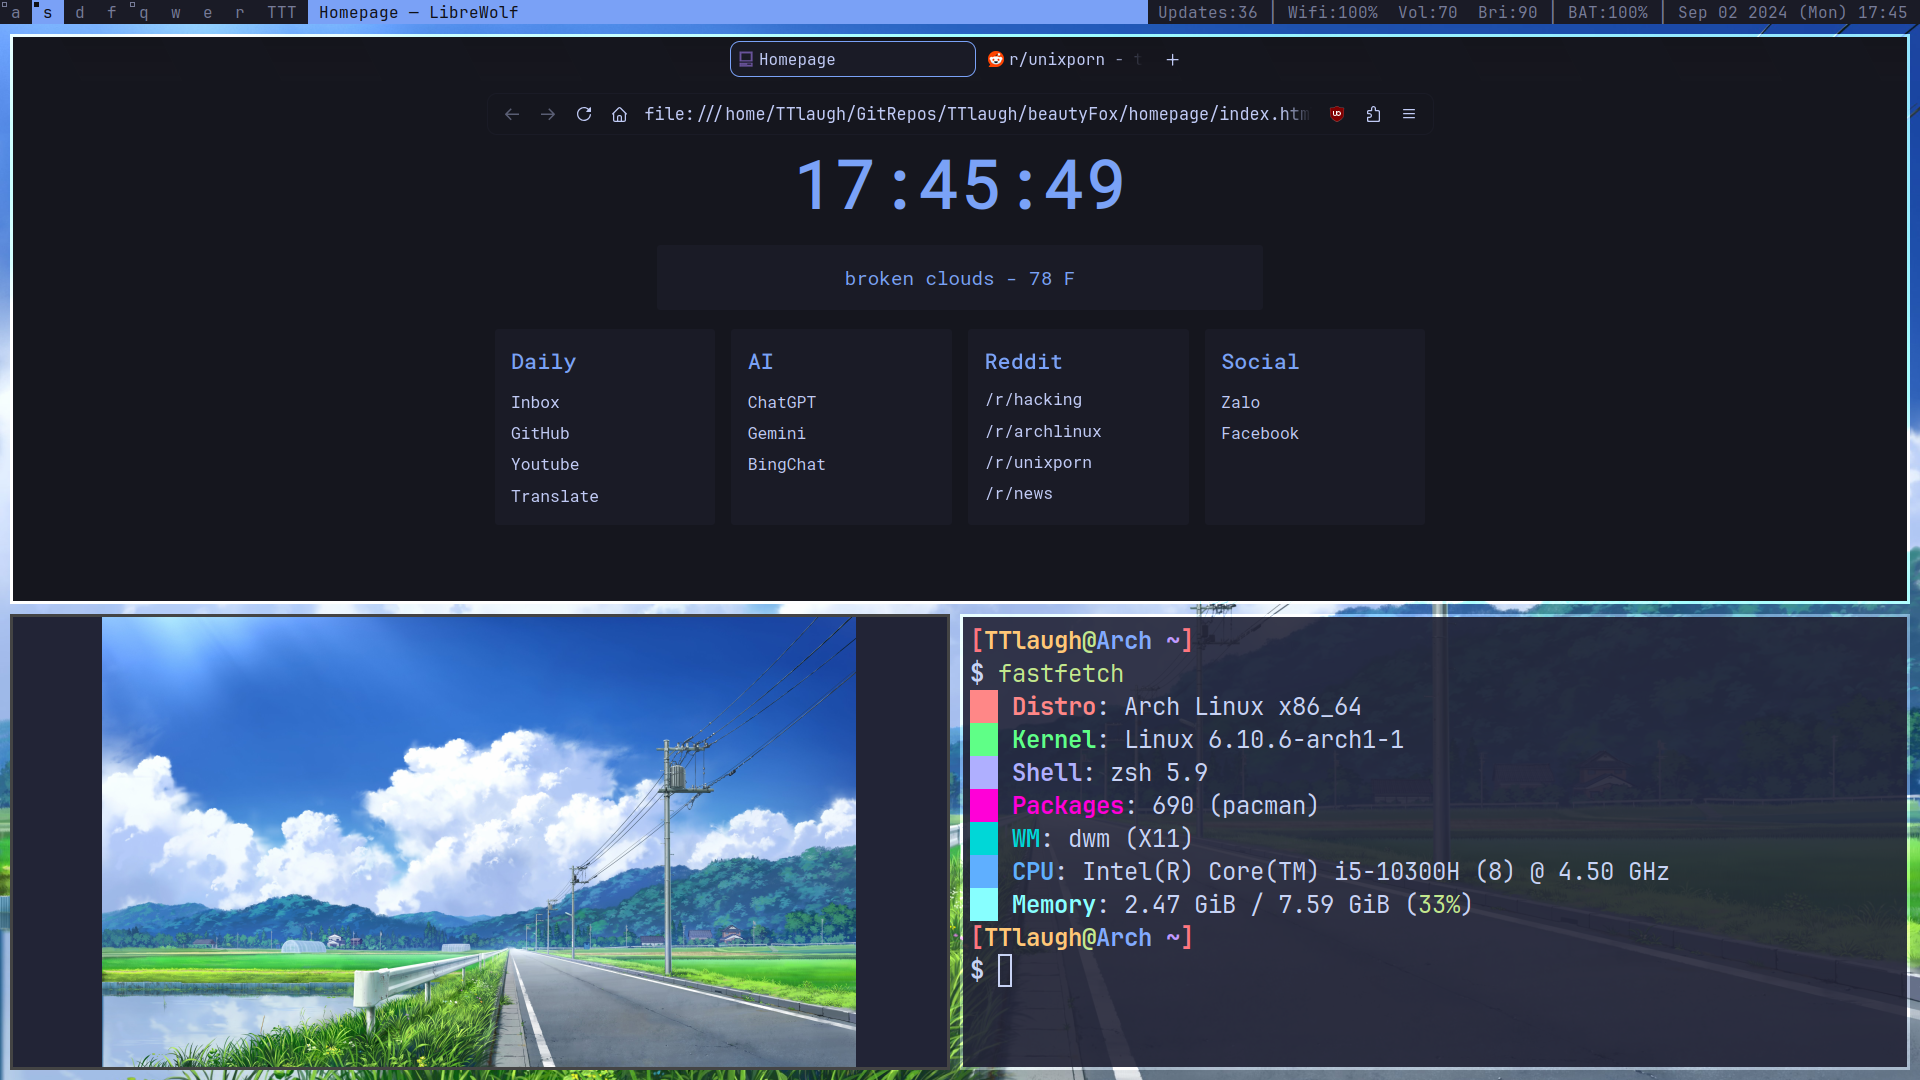 a s d f q w e r TTT Homepage — LibreWolf Updates:36 Wifi:100% Vol:70 Bri:90 BAT:100% Sep 02 2024 (Mon) 17:45
Homepage r/unixporn - t +
file:///home/TTlaugh/GitRepos/TTlaugh/beautyFox/homepage/index.htm
17:45:49
broken clouds - 78 F
Daily
Inbox
GitHub
Youtube
Translate
AI
ChatGPT
Gemini
BingChat
Reddit
/r/hacking
/r/archlinux
/r/unixporn
/r/news
Social
Zalo
Facebook
[TTlaugh@Arch ~]
$ fastfetch
Distro: Arch Linux x86_64
Kernel: Linux 6.10.6-arch1-1
Shell: zsh 5.9
Packages: 690 (pacman)
WM: dwm (X11)
CPU: Intel(R) Core(TM) i5-10300H (8) @ 4.50 GHz
Memory: 2.47 GiB / 7.59 GiB (33%)
[TTlaugh@Arch ~]
$